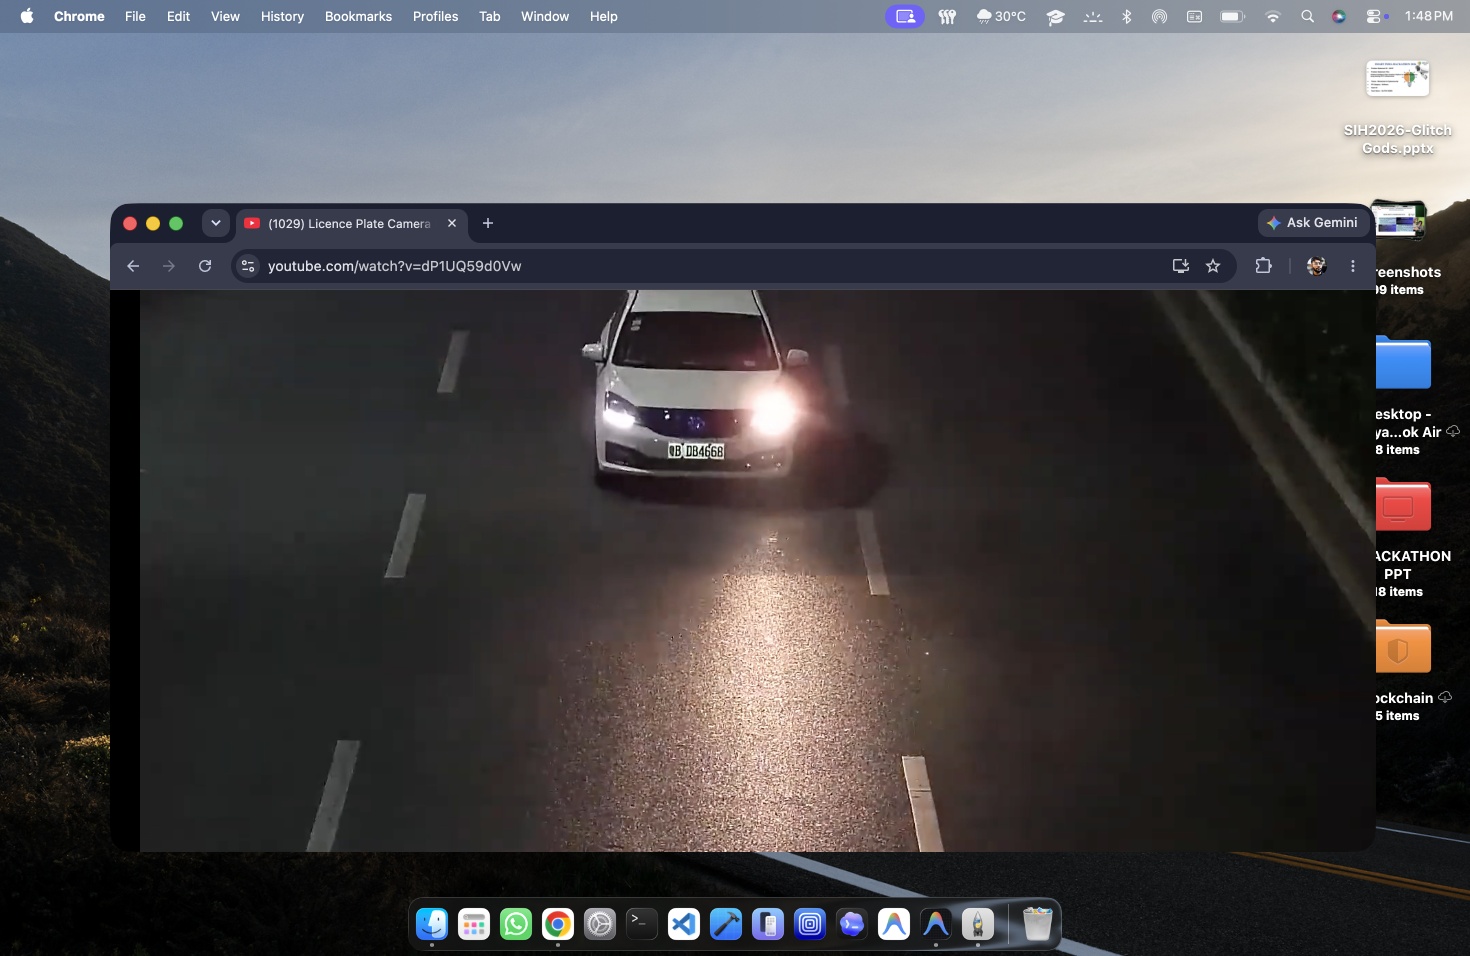 Chrome File Edit View History Bookmarks Profiles Tab Window Help 30°C 1:48 PM
SIH2026-Glitch
Gods.pptx
(1029) Licence Plate Camera
Ask Gemini
youtube.com/watch?v=dP1UQ59d0Vw
reenshots
99 items
esktop -
ya...ok Air
8 items
B DB4668
ACKATHON
PPT
18 items
ockchain
5 items